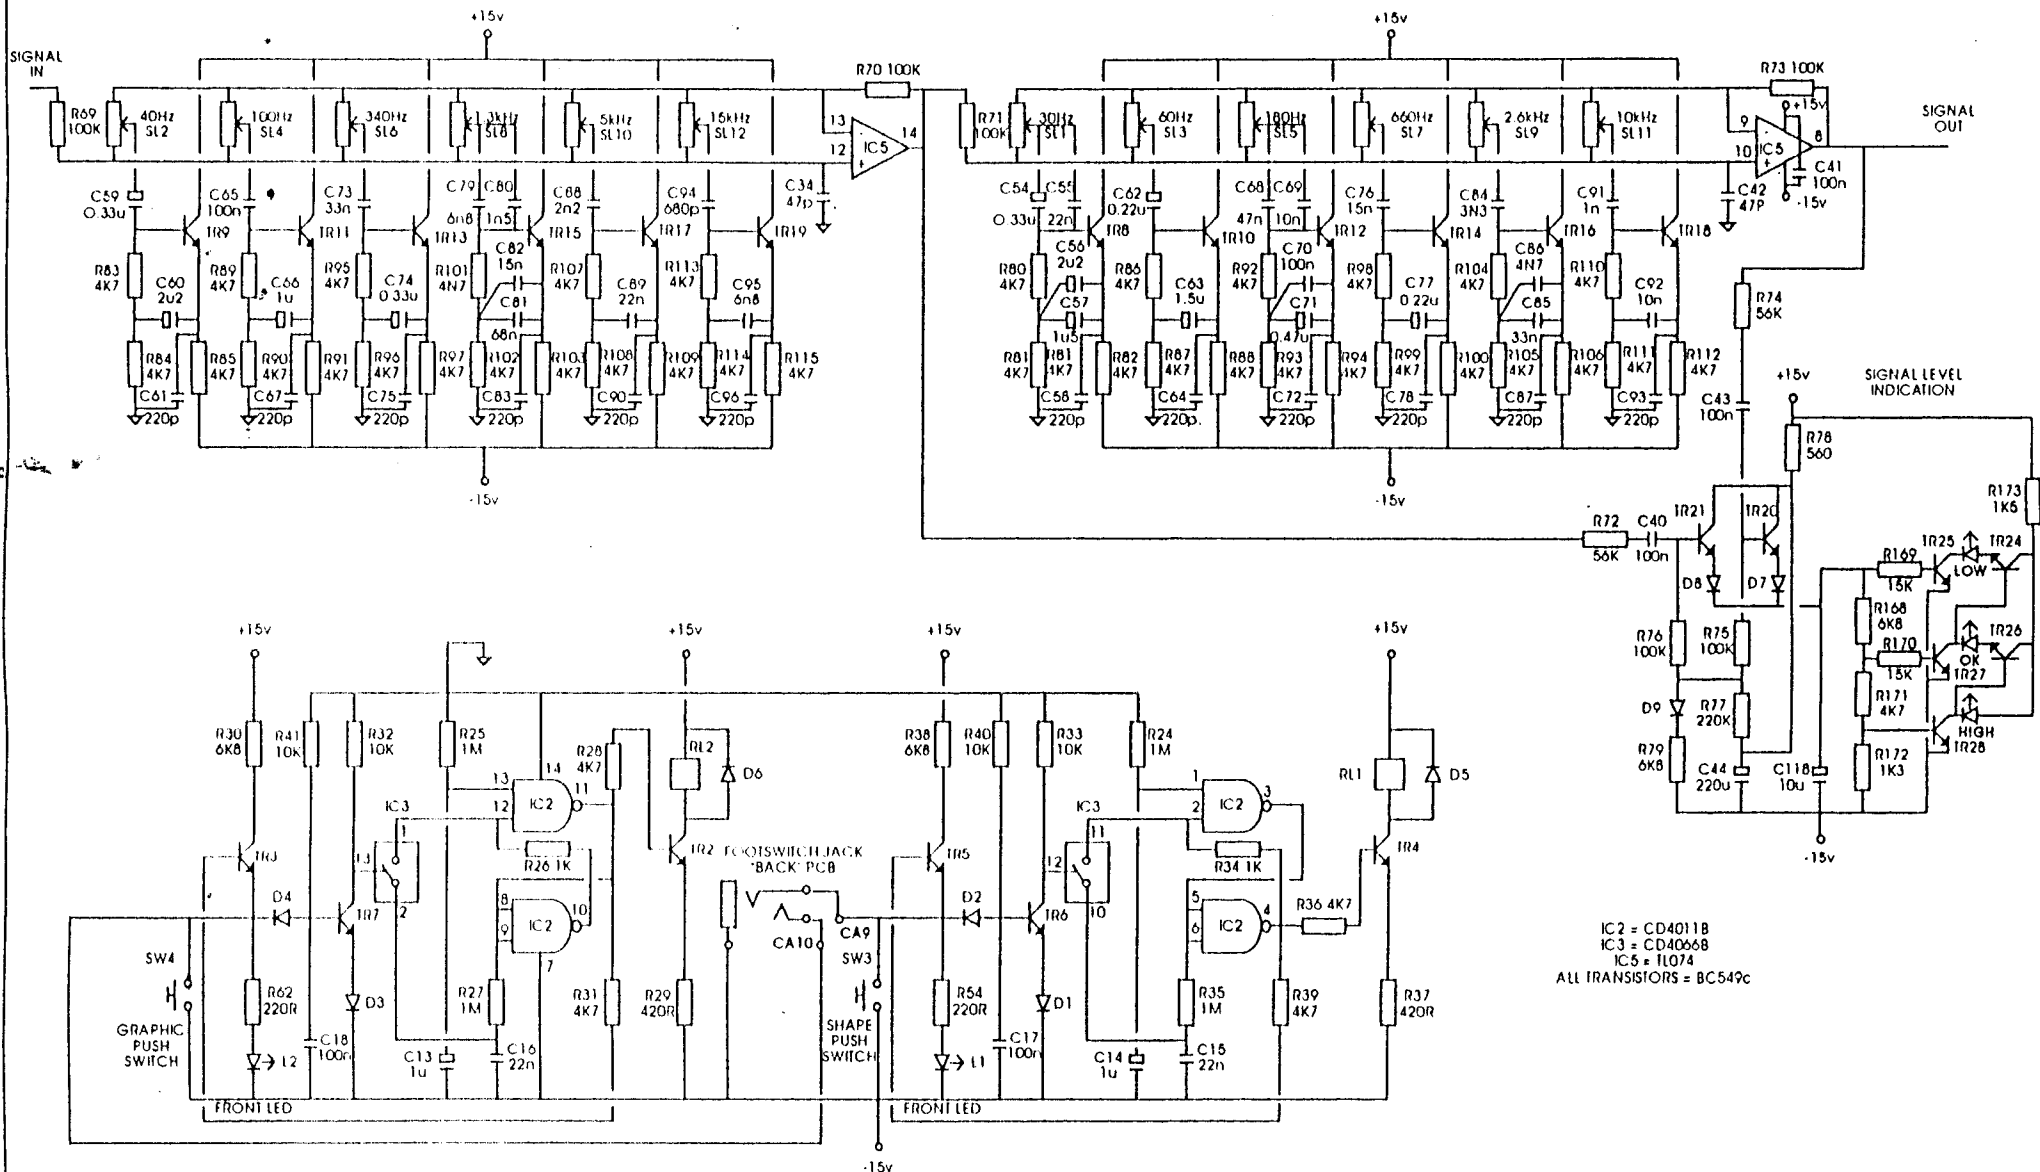 +15v
+15v
SIGNAL
IN
R70 100K
R73 100K
+15v
SIGNAL
OUT
R69
100K
40Hz
SL2
100Hz
SL4
340Hz
SL6
1.3kHz
SL8
5kHz
SL10
15kHz
SL12
13
12
14
IC5
+
R71
100K
30Hz
SL1
60Hz
SL3
180Hz
SL5
660Hz
SL7
2.6kHz
SL9
10kHz
SL11
9
10
8
IC5
+
C41
100n
-15v
C59
0.33u
C65
100n
C73
33n
C79
6n8
C80
1n5
C88
2n2
C94
680p
C34
47p
C54
0.33u
C55
22n
C62
0.22u
C68
47n
C69
10n
C76
15n
C84
3N3
C91
1n
C42
47P
TR9
TR11
TR13
TR15
TR17
TR19
TR8
TR10
TR12
TR14
TR16
TR18
R83
4K7
C60
2u2
R89
4K7
C66
1u
R95
4K7
C74
0.33u
R101
4N7
C82
15n
C81
68n
R107
4K7
C89
22n
R113
4K7
C95
6n8
R80
4K7
C56
2u2
C57
1u5
R86
4K7
C63
1.5u
R92
4K7
C70
100n
C71
0.47u
R98
4K7
C77
0.22u
R104
4K7
C86
4N7
C85
33n
R110
4K7
C92
10n
R74
56K
R84
4K7
R85
4K7
R90
4K7
R91
4K7
R96
4K7
R97
4K7
R102
4K7
R103
4K7
R108
4K7
R109
4K7
R114
4K7
R115
4K7
R81
4K7
R81
4K7
R82
4K7
R87
4K7
R88
4K7
R93
4K7
R94
4K7
R99
4K7
R100
4K7
R105
4K7
R106
4K7
R111
4K7
R112
4K7
C61
220p
C67
220p
C75
220p
C83
220p
C90
220p
C96
220p
C58
220p
C64
220p
C72
220p
C78
220p
C87
220p
C93
220p
-15v
-15v
C43
100n
+15v
SIGNAL LEVEL
INDICATION
R78
560
R173
1K5
R72
56K
C40
100n
TR21
TR20
D8
D7
R169
15K
TR25
LOW
TR24
R168
6K8
R170
15K
OK
TR26
TR27
R171
4K7
HIGH
TR28
R172
1K3
R76
100K
R75
100K
D9
R77
220K
R79
6K8
C44
220u
C118
10u
-15v
+15v
+15v
+15v
+15v
R30
6K8
R41
10K
R32
10K
R25
1M
R28
4K7
RL2
D6
R38
6K8
R40
10K
R33
10K
R24
1M
RL1
D5
13
12
14
11
IC2
IC3
1
13
2
R26 1K
8
9
10
IC2
7
TR3
TR2
D4
TR7
FOOTSWITCH JACK
"BACK" PCB
CA9
CA10
TR5
D2
TR6
IC3
11
12
10
1
2
3
IC2
R34 1K
5
6
4
IC2
R36 4K7
TR4
SW4
GRAPHIC
PUSH
SWITCH
R62
220R
L2
D3
C18
100n
R27
1M
C13
1u
C16
22n
R31
4K7
R29
420R
SW3
SHAPE
PUSH
SWITCH
R54
220R
L1
D1
C17
100n
R35
1M
C14
1u
C15
22n
R39
4K7
R37
420R
FRONT LED
FRONT LED
-15v
IC2 = CD4011B
IC3 = CD4066B
IC5 = TL074
ALL TRANSISTORS = BC549c